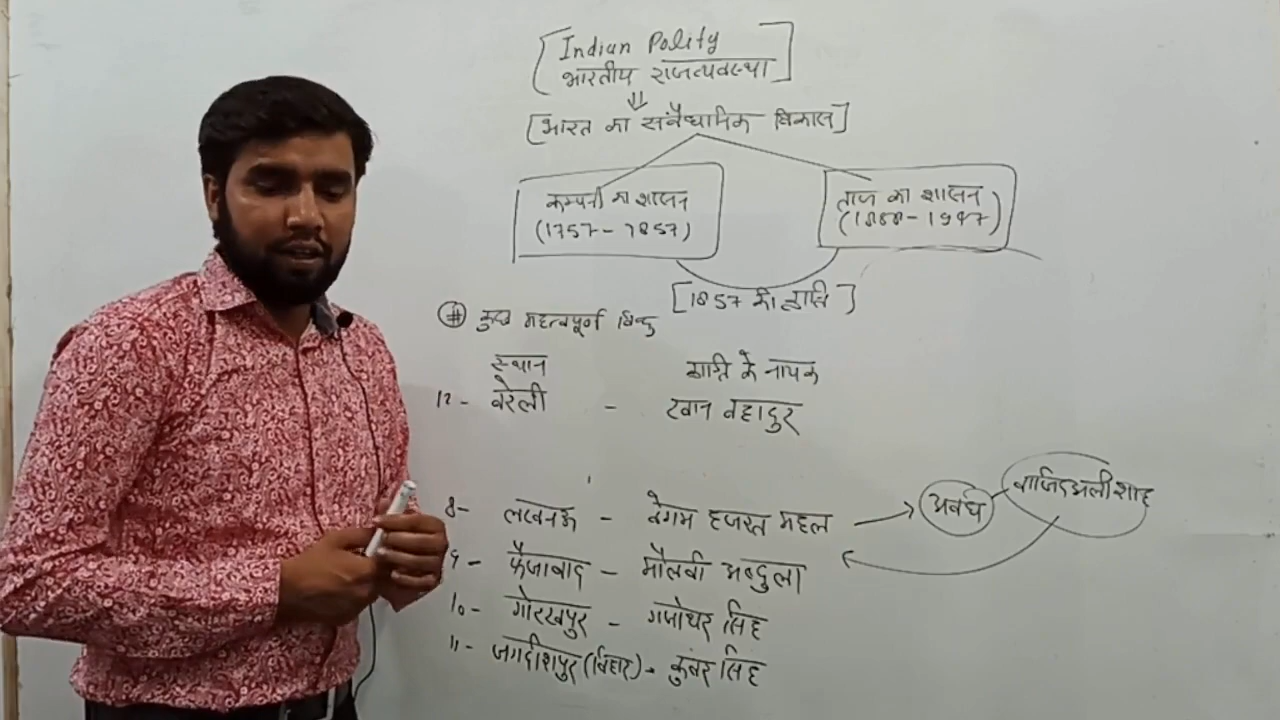 [Indian Polity
भारतीय राजव्यवस्था]
⇓
[भारत का संवैधानिक विकास]
कम्पनी का शासन
(1757 - 1857)
ताज का शासन
(1858 - 1947)
[1857 की क्रान्ति]
# कुछ महत्वपूर्ण बिन्दु
स्थान क्रान्ति के नायक
12- बरेली - खान बहादुर
8- लखनऊ - बेगम हजरत महल → अवध - वाजिदअली शाह
9- फैजाबाद - मौलवी अब्दुला
10- गोरखपुर - गजोधर सिंह
11- जगदीशपुर (बिहार) - कुंवर सिंह